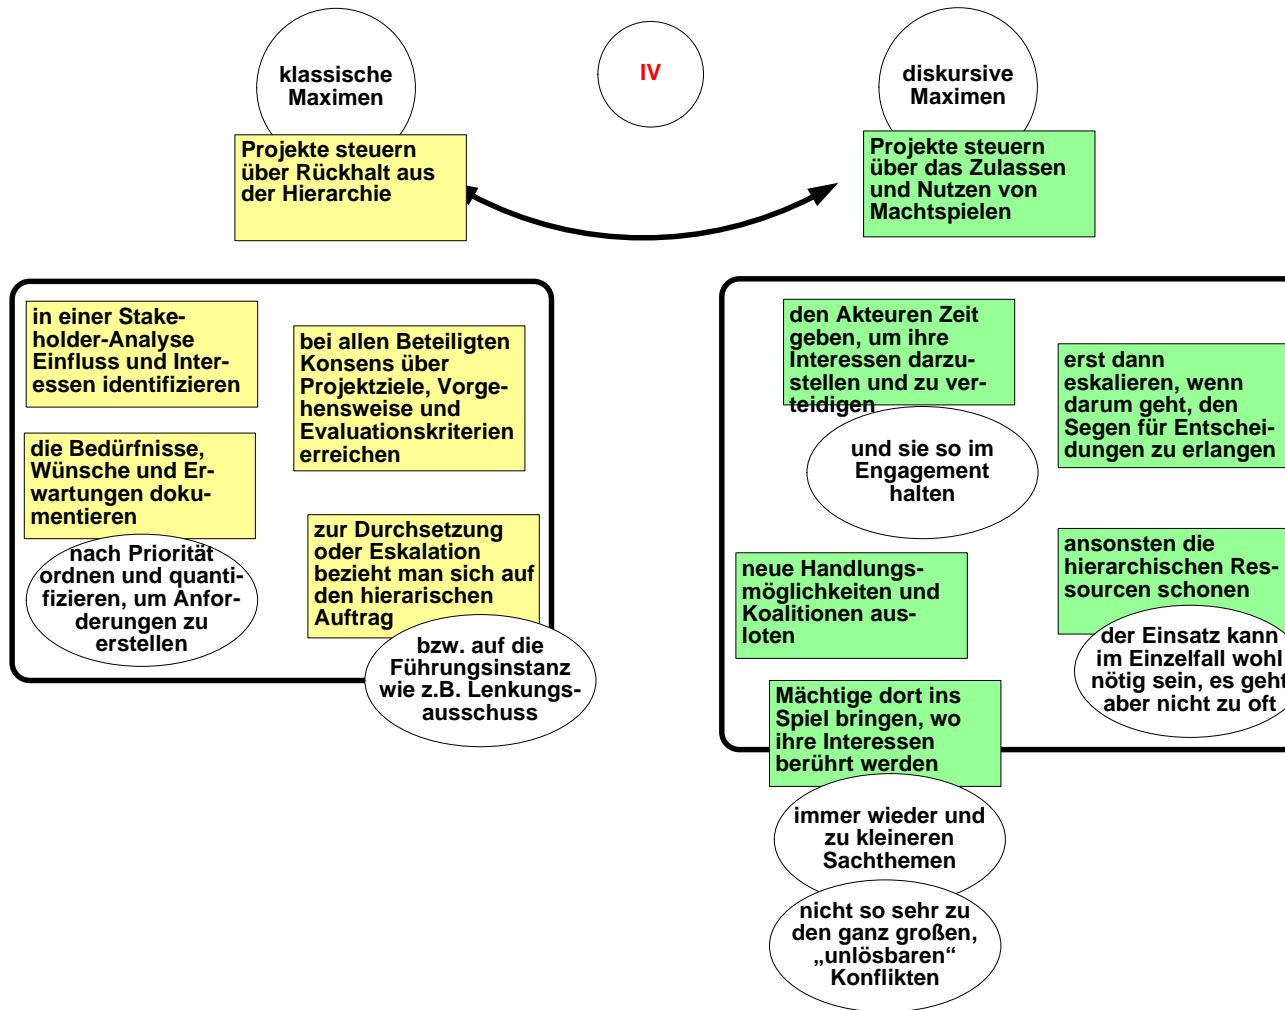 klassische
Maximen
IV
diskursive
Maximen
Projekte steuern
über Rückhalt aus
der Hierarchie
Projekte steuern
über das Zulassen
und Nutzen von
Machtspielen
in einer Stake-
holder-Analyse
Einfluss und Inter-
essen identifizieren
bei allen Beteiligten
Konsens über
Projektziele, Vorge-
hensweise und
Evaluationskriterien
erreichen
die Bedürfnisse,
Wünsche und Er-
wartungen doku-
mentieren
nach Priorität
ordnen und quanti-
fizieren, um Anfor-
derungen zu
erstellen
zur Durchsetzung
oder Eskalation
bezieht man sich auf
den hierarischen
Auftrag
bzw. auf die
Führungsinstanz
wie z.B. Lenkungs-
ausschuss
den Akteuren Zeit
geben, um ihre
Interessen darzu-
stellen und zu ver-
teidigen
und sie so im
Engagement
halten
erst dann
eskalieren, wenn
darum geht, den
Segen für Entschei-
dungen zu erlangen
neue Handlungs-
möglichkeiten und
Koalitionen aus-
loten
ansonsten die
hierarchischen Res-
sourcen schonen
der Einsatz kann
im Einzelfall wohl
nötig sein, es geht
aber nicht zu oft
Mächtige dort ins
Spiel bringen, wo
ihre Interessen
berührt werden
immer wieder und
zu kleineren
Sachthemen
nicht so sehr zu
den ganz großen,
„unlösbaren“
Konflikten